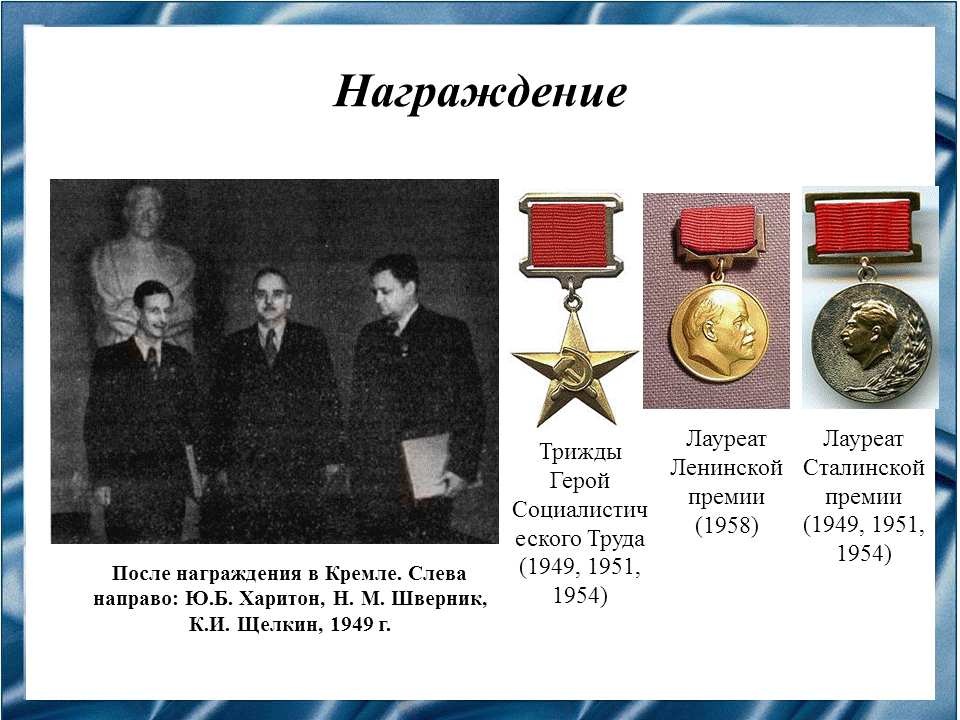 Награждение
После награждения в Кремле. Слева
направо: Ю.Б. Харитон, Н. М. Шверник,
К.И. Щелкин, 1949 г.
Трижды
Герой
Социалистич
еского Труда
(1949, 1951,
1954)
Лауреат
Ленинской
премии
(1958)
Лауреат
Сталинской
премии
(1949, 1951,
1954)